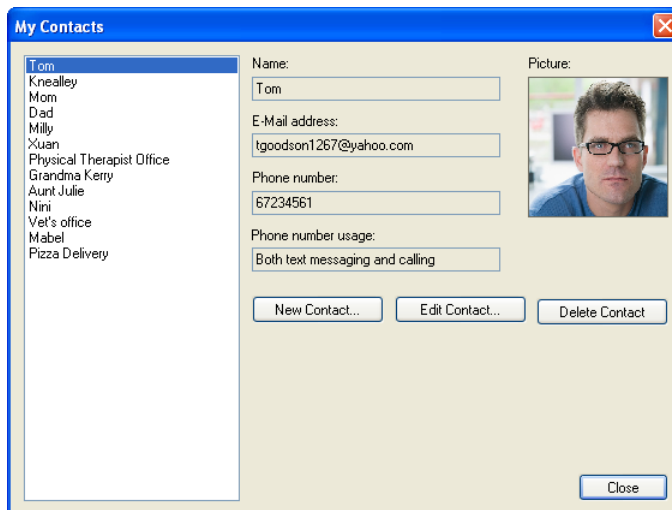 My Contacts
Tom
Knealley
Mom
Dad
Milly
Xuan
Physical Therapist Office
Grandma Kerry
Aunt Julie
Nini
Vet's office
Mabel
Pizza Delivery
Name:
Tom
E-Mail address:
tgoodson1267@yahoo.com
Phone number:
67234561
Phone number usage:
Both text messaging and calling
Picture:
New Contact...
Edit Contact...
Delete Contact
Close